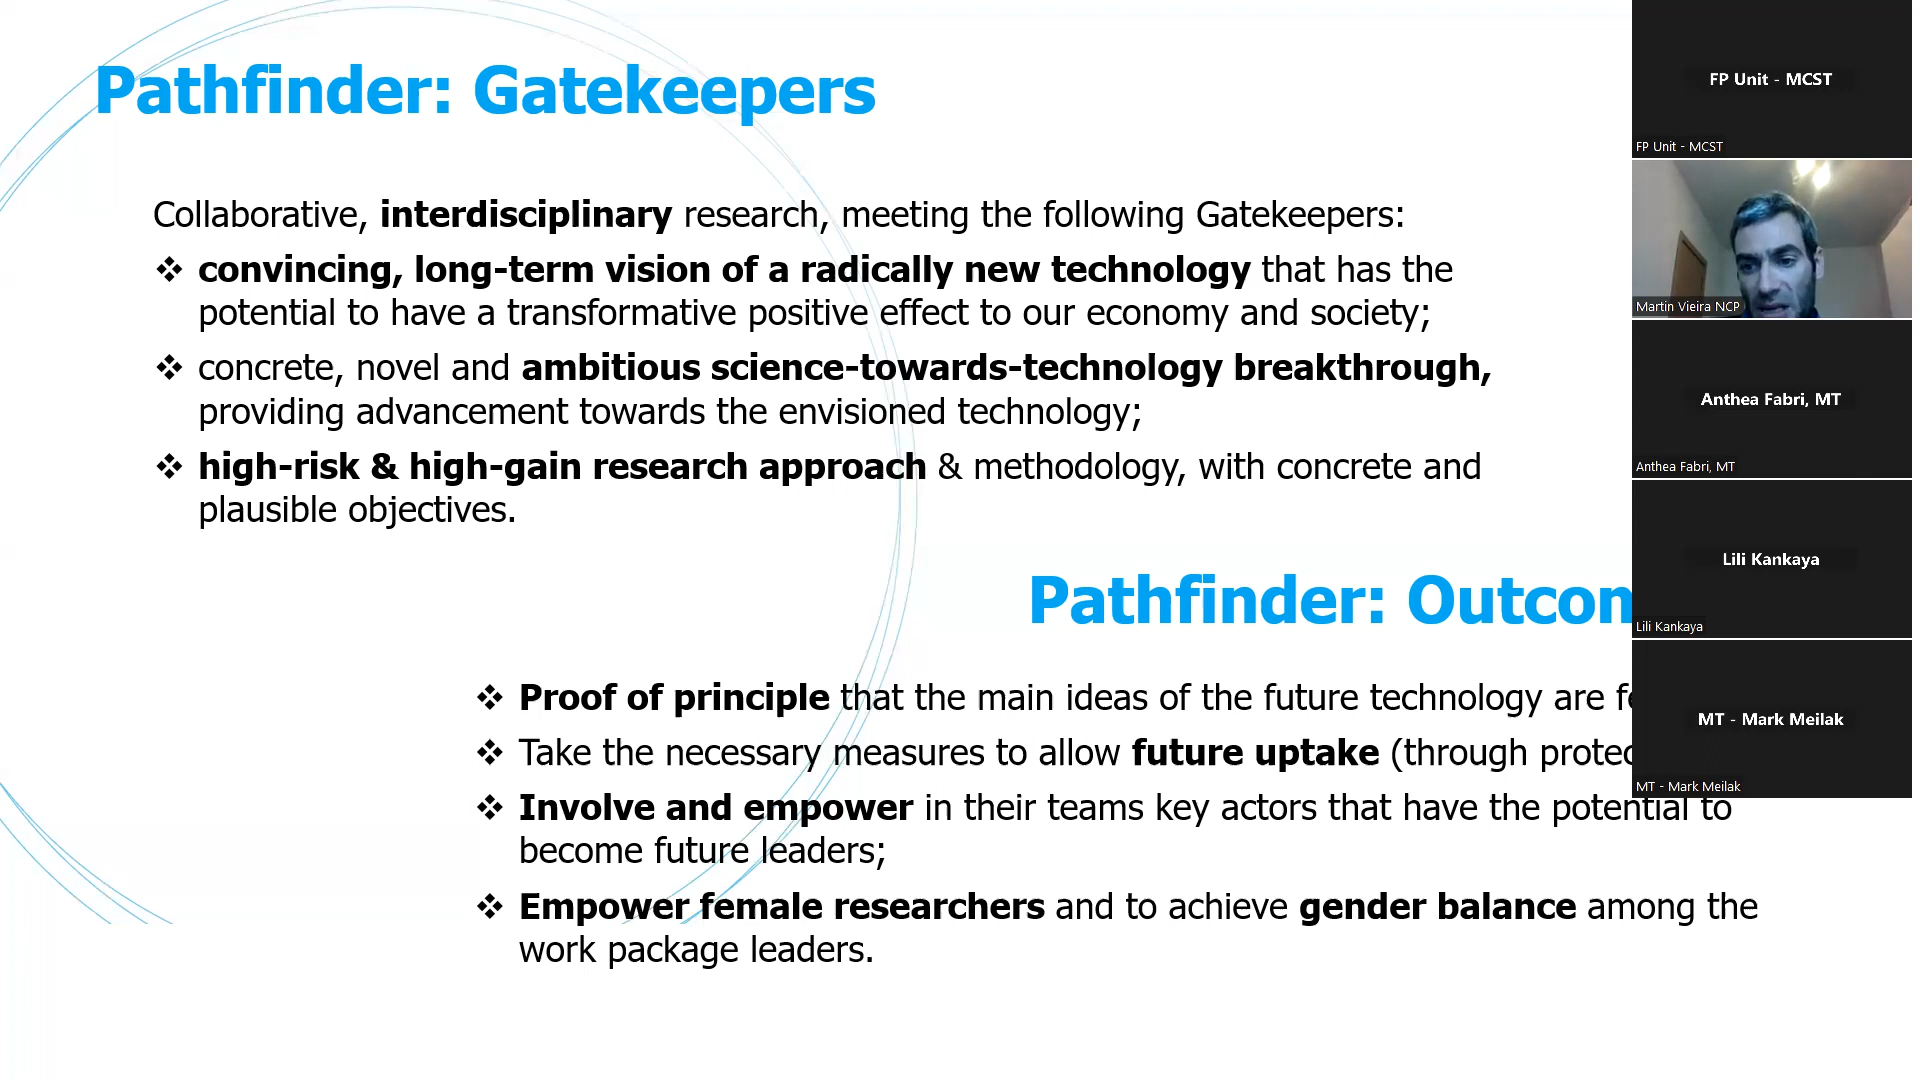 Pathfinder: Gatekeepers
Collaborative, interdisciplinary research, meeting the following Gatekeepers:
❖ convincing, long-term vision of a radically new technology that has the
potential to have a transformative positive effect to our economy and society;
❖ concrete, novel and ambitious science-towards-technology breakthrough,
providing advancement towards the envisioned technology;
❖ high-risk & high-gain research approach & methodology, with concrete and
plausible objectives.
Pathfinder:
❖ Proof of principle that the main ideas of the future technology are
❖ Take the necessary measures to allow future uptake (through
❖ Involve and empower in their teams key actors that have the potential to
become future leaders;
❖ Empower female researchers and to achieve gender balance among the
work package leaders.
FP Unit - MCST
FP Unit - MCST
Martin Vieira NCP
Anthea Fabri, MT
Anthea Fabri, MT
Lili Kankaya
Lili Kankaya
MT - Mark Meilak
MT - Mark Meilak